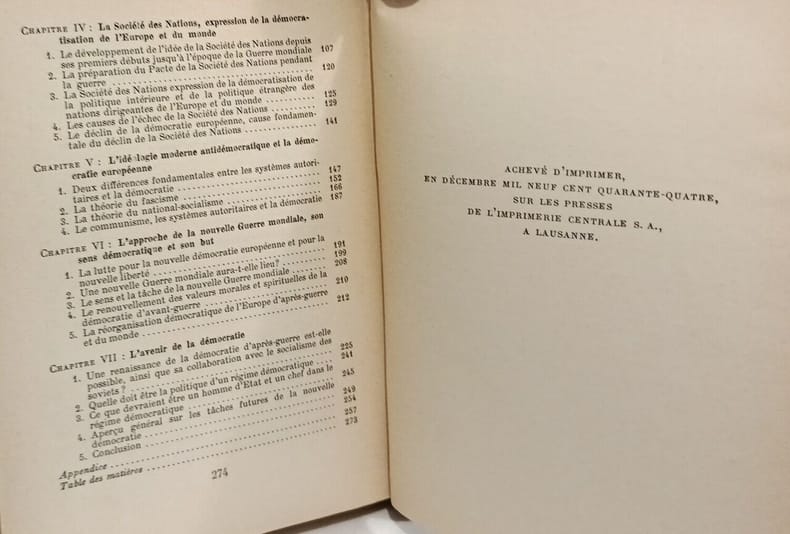 CHAPITRE IV : La Société des Nations, expression de la démocra-
tisation de l'Europe et du monde
1. Le développement de l'idée de la Société des Nations depuis
ses premiers débuts jusqu'à l'époque de la Guerre mondiale 107
2. La préparation du Pacte de la Société des Nations pendant
la guerre ........ 120
3. La Société des Nations expression de la démocratisation de
la politique intérieure et de la politique étrangère des
nations dirigeantes de l'Europe et du monde ........ 125
4. Les causes de l'échec de la Société des Nations ........ 129
5. Le déclin de la démocratie européenne, cause fondamen-
tale du déclin de la Société des Nations ........ 141
CHAPITRE V : L'idéologie moderne antidémocratique et la démo-
cratie européenne
1. Deux différences fondamentales entre les systèmes autori-
taires et la démocratie ........ 147
2. La théorie du fascisme ........ 152
3. La théorie du national-socialisme ........ 166
4. Le communisme, les systèmes autoritaires et la démocratie 187
CHAPITRE VI : L'approche de la nouvelle Guerre mondiale, son
sens démocratique et son but
1. La lutte pour la nouvelle démocratie européenne et pour la
nouvelle liberté ........ 191
2. Une nouvelle Guerre mondiale aura-t-elle lieu? ........ 199
3. Le sens et la tâche de la nouvelle Guerre mondiale ........ 208
4. Le renouvellement des valeurs morales et spirituelles de la
démocratie d'avant-guerre ........ 210
5. La réorganisation démocratique de l'Europe d'après-guerre
et du monde ........ 212
CHAPITRE VII : L'avenir de la démocratie
1. Une renaissance de la démocratie d'après-guerre est-elle
possible, ainsi que sa collaboration avec le socialisme des
soviets? ........ 225
2. Quelle doit être la politique d'un régime démocratique ... 241
3. Ce que devraient être un homme d'Etat et un chef dans le
régime démocratique ........ 245
4. Aperçu général sur les tâches futures de la nouvelle
démocratie ........ 249
5. Conclusion ........ 254
Appendice ........ 257
Table des matières ........ 273
274
ACHEVÉ D'IMPRIMER,
EN DÉCEMBRE MIL NEUF CENT QUARANTE-QUATRE,
SUR LES PRESSES
DE L'IMPRIMERIE CENTRALE S. A.,
A LAUSANNE.